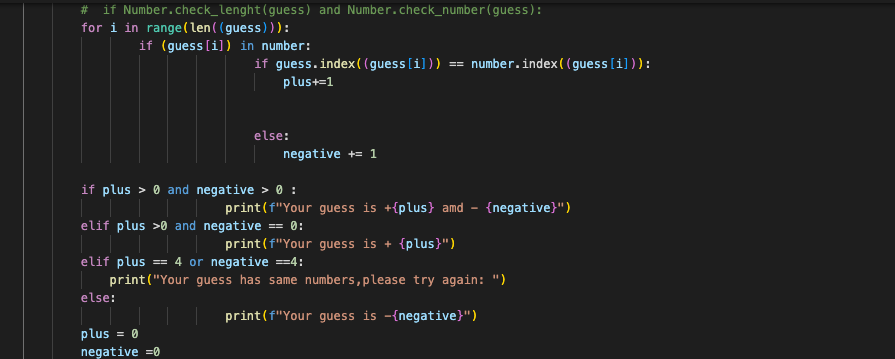 # if Number.check_lenght(guess) and Number.check_number(guess):
for i in range(len((guess))):
if (guess[i]) in number:
if guess.index((guess[i])) == number.index((guess[i])):
plus+=1
else:
negative += 1
if plus > 0 and negative > 0 :
print(f"Your guess is +{plus} amd - {negative}")
elif plus >0 and negative == 0:
print(f"Your guess is + {plus}")
elif plus == 4 or negative ==4:
print("Your guess has same numbers,please try again: ")
else:
print(f"Your guess is -{negative}")
plus = 0
negative =0